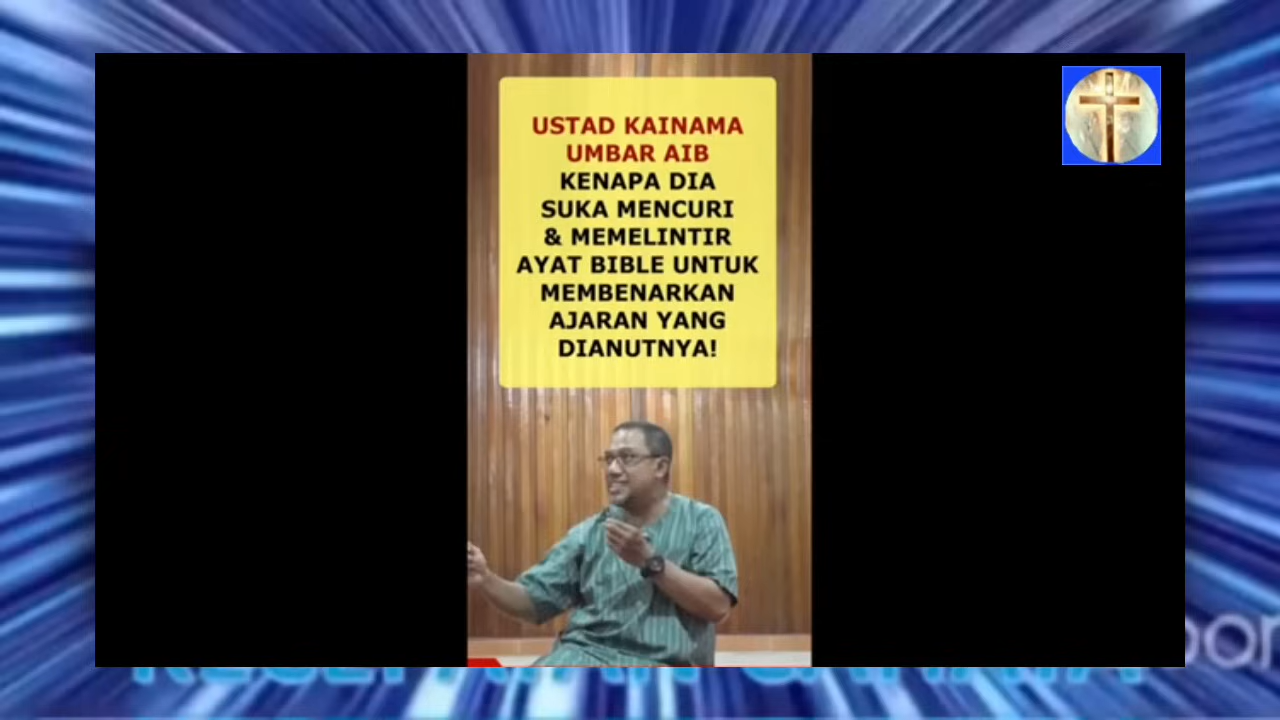 USTAD KAINAMA
UMBAR AIB
KENAPA DIA
SUKA MENCURI
& MEMELINTIR
AYAT BIBLE UNTUK
MEMBENARKAN
AJARAN YANG
DIANUTNYA!